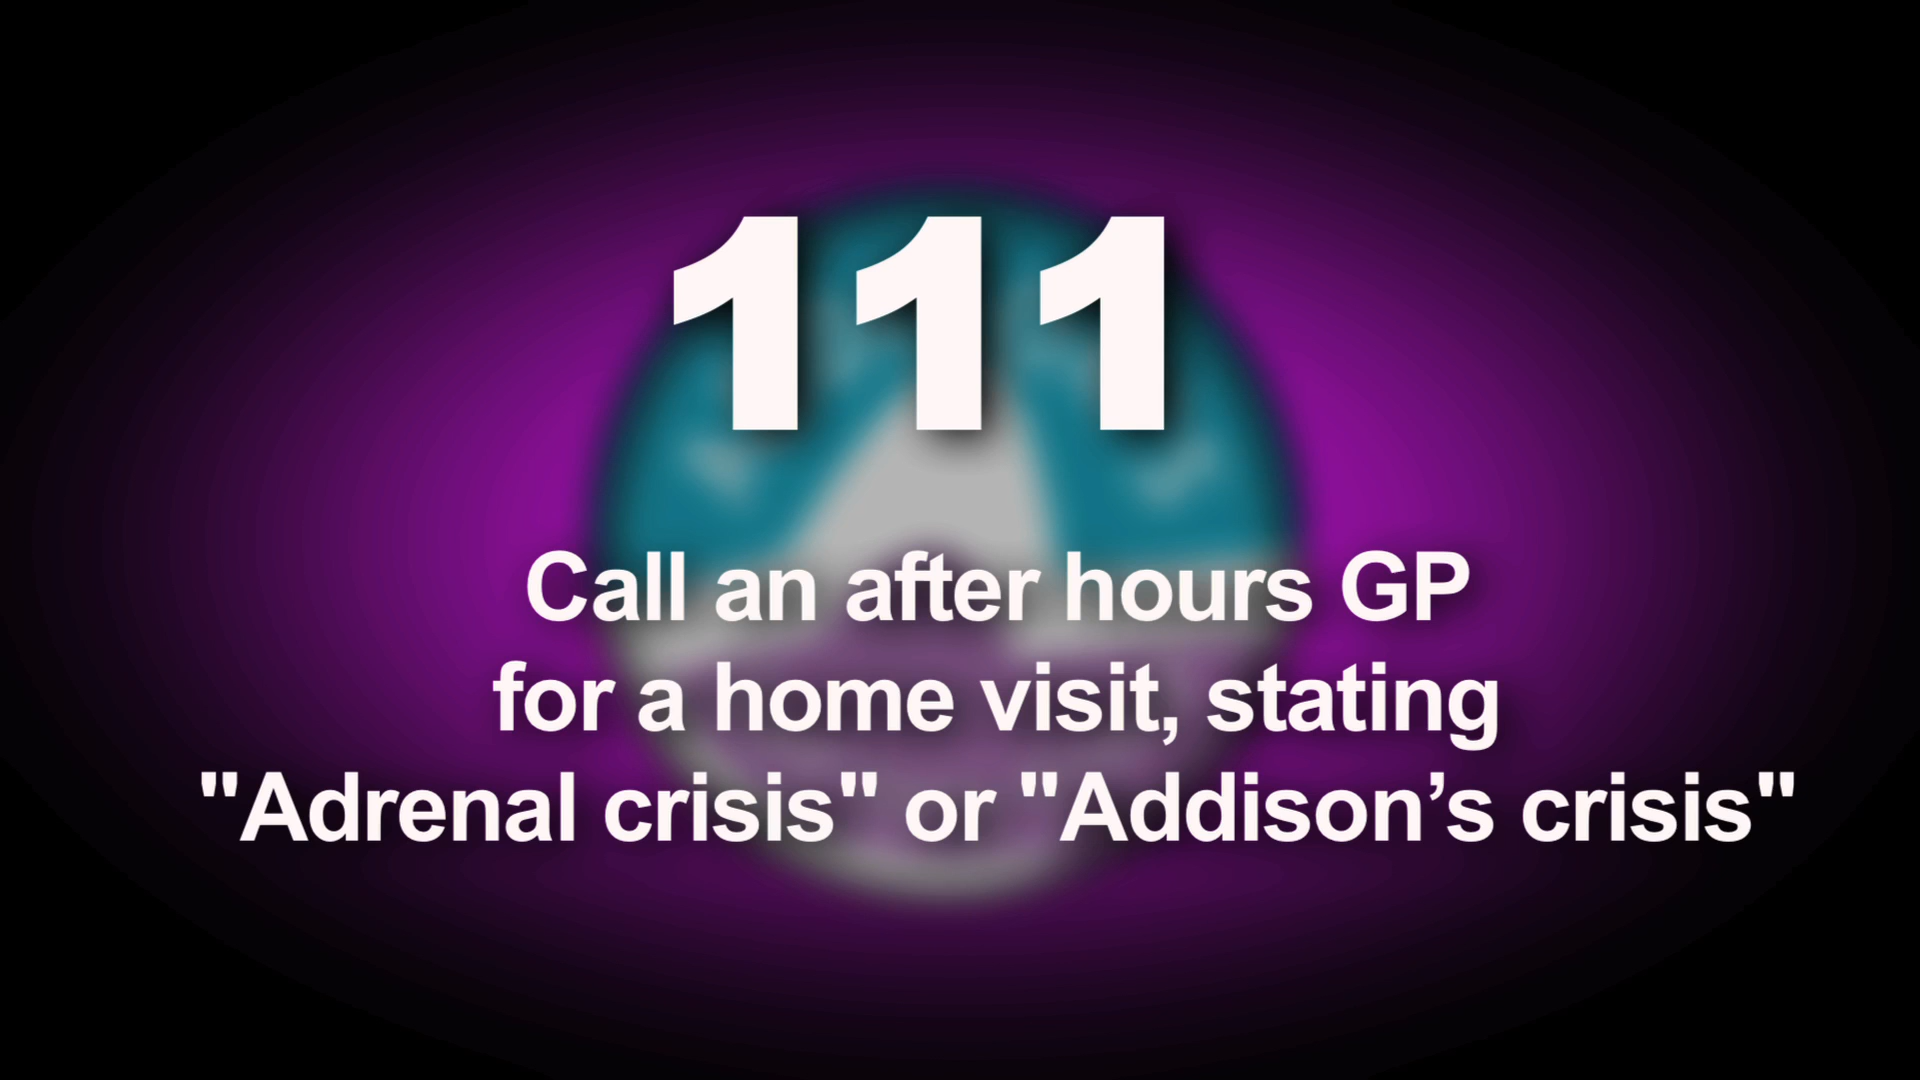 111
Call an after hours GP
for a home visit, stating
"Adrenal crisis" or "Addison’s crisis"